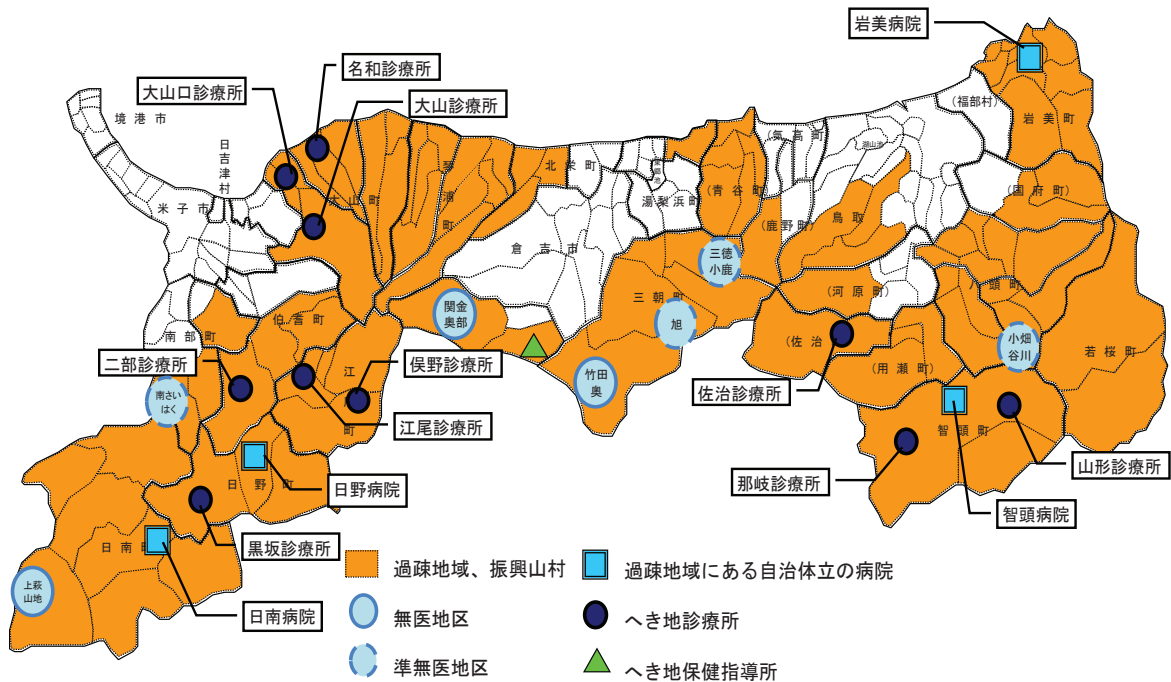 岩美病院
名和診療所
大山口診療所
大山診療所
(福部村)
境港市
岩美町
(気高町)
湖山池
日吉津村
琴浦町
北栄町
米子市
大山町
湯梨浜町
(青谷町)
(国府町)
(鹿野町)
鳥取
倉吉市
三徳
小鹿
八頭町
三朝町
(河原町)
関金
奥部
伯耆町
旭
南部町
(佐治
小畑
谷川
若桜町
二部診療所
俣野診療所
江
町
(用瀬町)
竹田
奥
佐治診療所
南さい
はく
江尾診療所
智頭町
山形診療所
那岐診療所
日野町
日野病院
智頭病院
黒坂診療所
日南町
上萩
山地
日南病院
過疎地域、振興山村
過疎地域にある自治体立の病院
無医地区
へき地診療所
準無医地区
へき地保健指導所